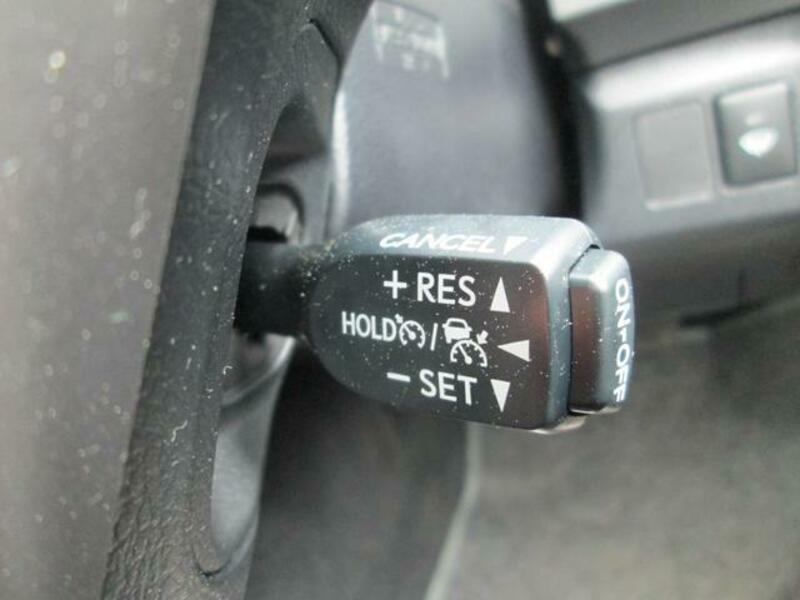 CANCEL▼
+ RES ▲
HOLD / ◀
– SET ▼
ON-OFF